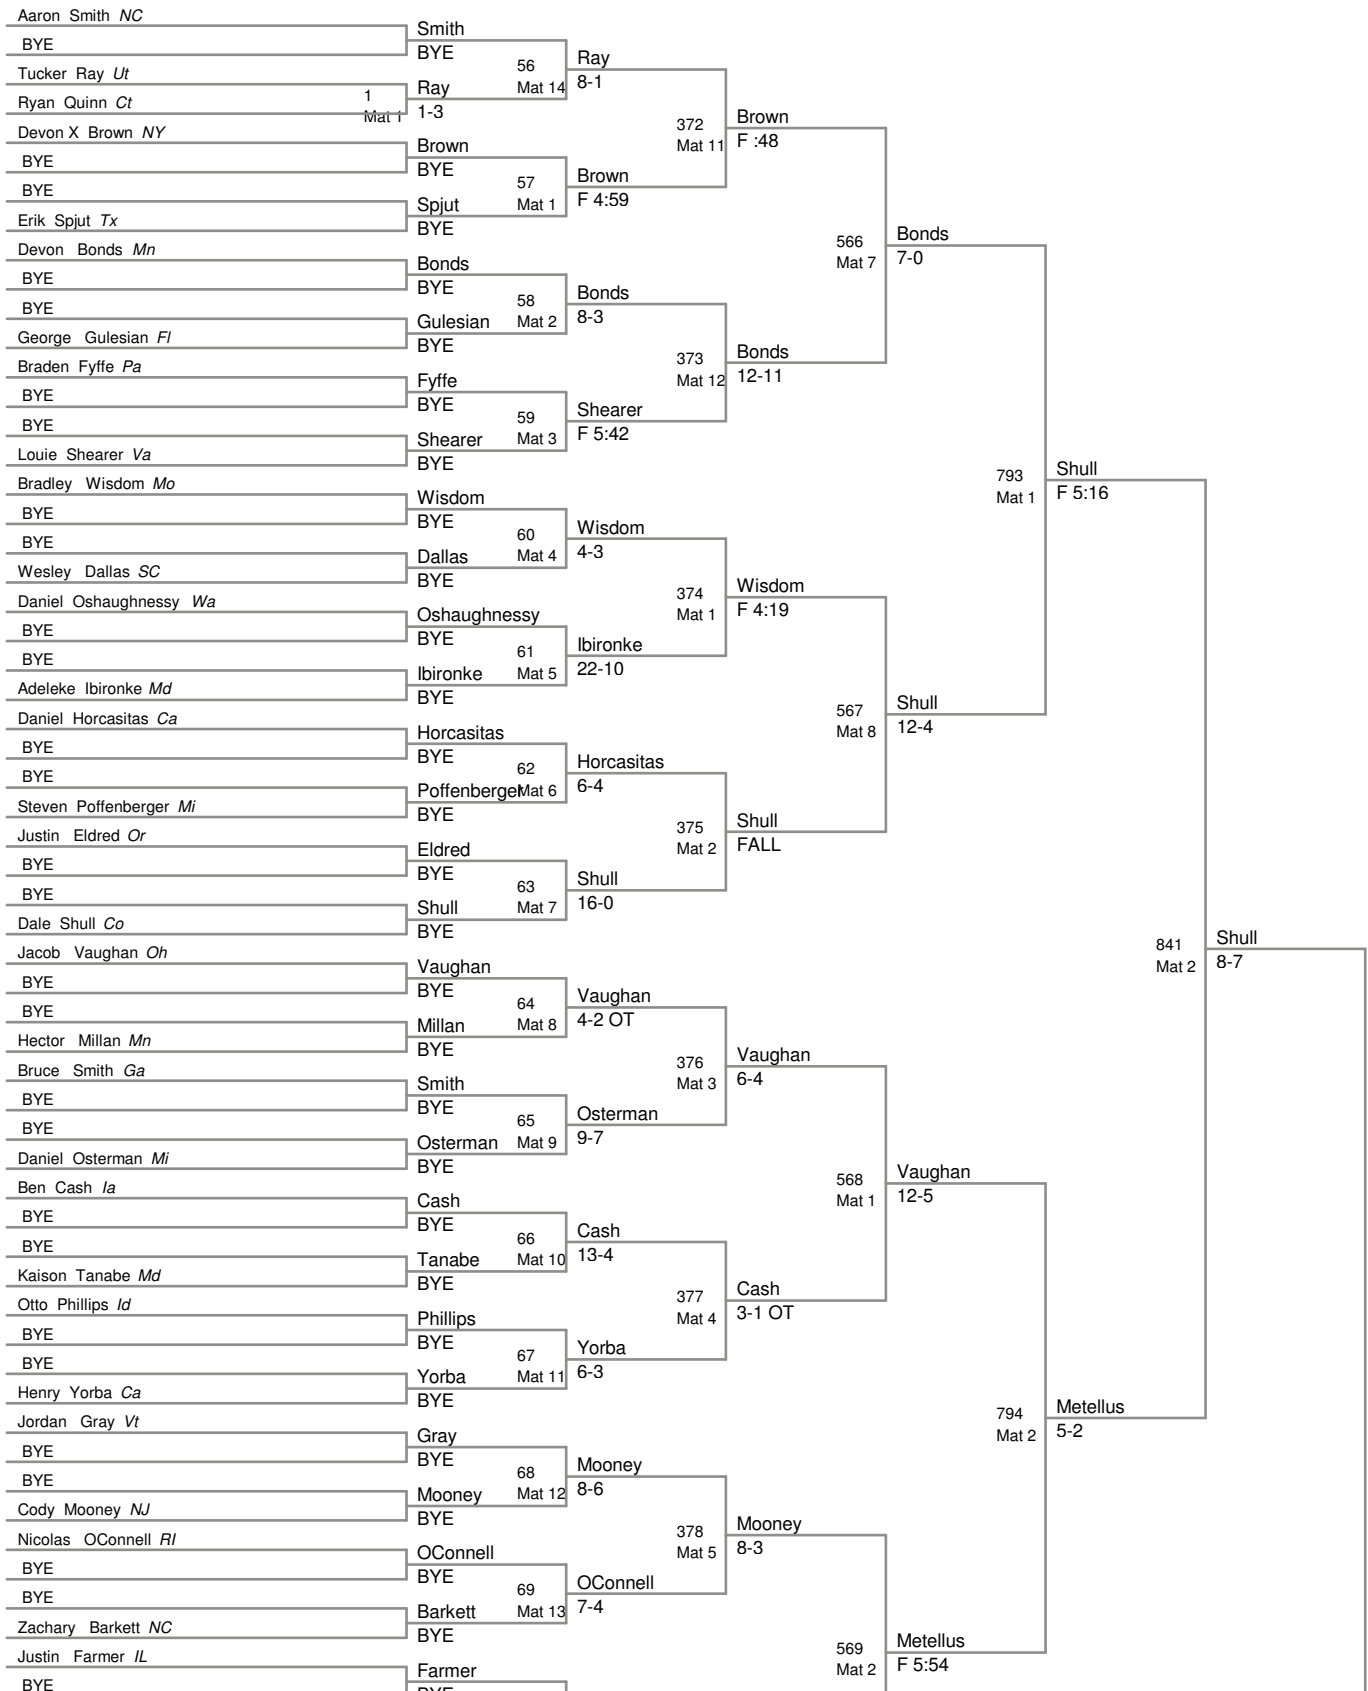 Aaron Smith NC
BYE
Tucker Ray Ut
Ryan Quinn Ct
Devon X Brown NY
BYE
BYE
Erik Spjut Tx
Devon Bonds Mn
BYE
BYE
George Gulesian Fl
Braden Fyffe Pa
BYE
BYE
Louie Shearer Va
Bradley Wisdom Mo
BYE
BYE
Wesley Dallas SC
Daniel Oshaughnessy Wa
BYE
BYE
Adeleke Ibironke Md
Daniel Horcasitas Ca
BYE
BYE
Steven Poffenberger Mi
Justin Eldred Or
BYE
BYE
Dale Shull Co
Jacob Vaughan Oh
BYE
BYE
Hector Millan Mn
Bruce Smith Ga
BYE
BYE
Daniel Osterman Mi
Ben Cash Ia
BYE
BYE
Kaison Tanabe Md
Otto Phillips Id
BYE
BYE
Henry Yorba Ca
Jordan Gray Vt
BYE
BYE
Cody Mooney NJ
Nicolas OConnell RI
BYE
BYE
Zachary Barkett NC
Justin Farmer IL
BYE
1
Mat 1
Smith
BYE
Ray
1-3
Brown
BYE
Spjut
BYE
Bonds
BYE
Gulesian
BYE
Fyffe
BYE
Shearer
BYE
Wisdom
BYE
Dallas
BYE
Oshaughnessy
BYE
Ibironke
BYE
Horcasitas
BYE
Poffenberger
BYE
Eldred
BYE
Shull
BYE
Vaughan
BYE
Millan
BYE
Smith
BYE
Osterman
BYE
Cash
BYE
Tanabe
BYE
Phillips
BYE
Yorba
BYE
Gray
BYE
Mooney
BYE
OConnell
BYE
Barkett
BYE
Farmer
BYE
56
Mat 14
57
Mat 1
58
Mat 2
59
Mat 3
60
Mat 4
61
Mat 5
62
Mat 6
63
Mat 7
64
Mat 8
65
Mat 9
66
Mat 10
67
Mat 11
68
Mat 12
69
Mat 13
Ray
8-1
Brown
F 4:59
Bonds
8-3
Shearer
F 5:42
Wisdom
4-3
Ibironke
22-10
Horcasitas
6-4
Shull
16-0
Vaughan
4-2 OT
Osterman
9-7
Cash
13-4
Yorba
6-3
Mooney
8-6
OConnell
7-4
372
Mat 11
373
Mat 12
374
Mat 1
375
Mat 2
376
Mat 3
377
Mat 4
378
Mat 5
Brown
F :48
Bonds
12-11
Wisdom
F 4:19
Shull
FALL
Vaughan
6-4
Cash
3-1 OT
Mooney
8-3
566
Mat 7
567
Mat 8
568
Mat 1
569
Mat 2
Bonds
7-0
Shull
12-4
Vaughan
12-5
Metellus
F 5:54
793
Mat 1
794
Mat 2
Shull
F 5:16
Metellus
5-2
841
Mat 2
Shull
8-7